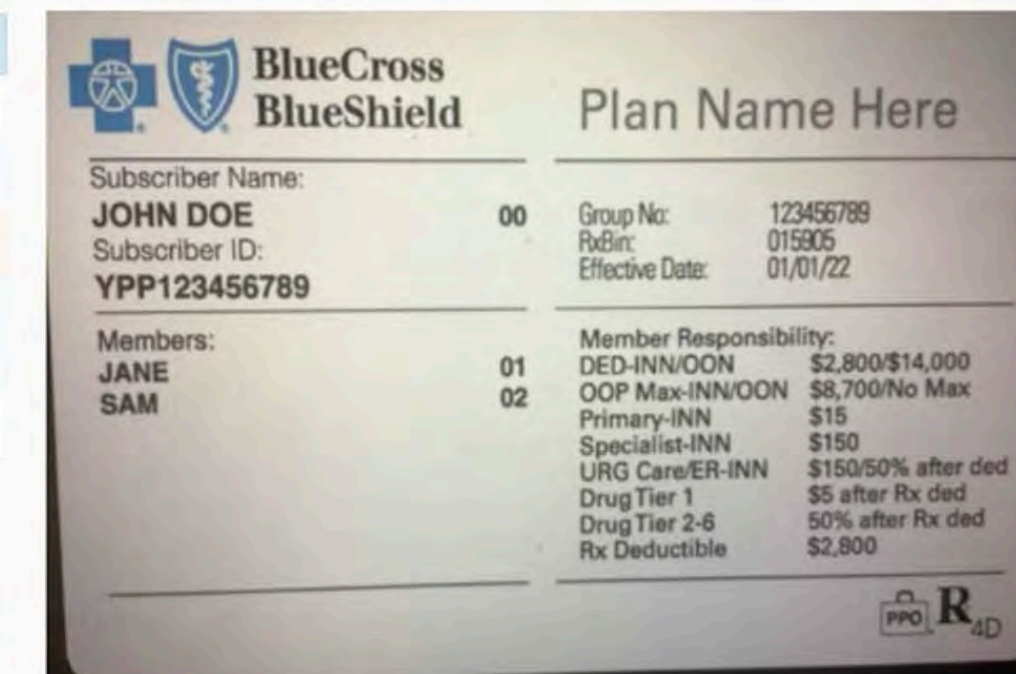 BlueCross
BlueShield
Plan Name Here
Subscriber Name:
JOHN DOE 00
Subscriber ID:
YPP123456789
Group No: 123456789
RxBin: 015905
Effective Date: 01/01/22
Members:
JANE 01
SAM 02
Member Responsibility:
DED-INN/OON $2,800/$14,000
OOP Max-INN/OON $8,700/No Max
Primary-INN $15
Specialist-INN $150
URG Care/ER-INN $150/50% after ded
Drug Tier 1 $5 after Rx ded
Drug Tier 2-6 50% after Rx ded
Rx Deductible $2,800
PPO R 4D